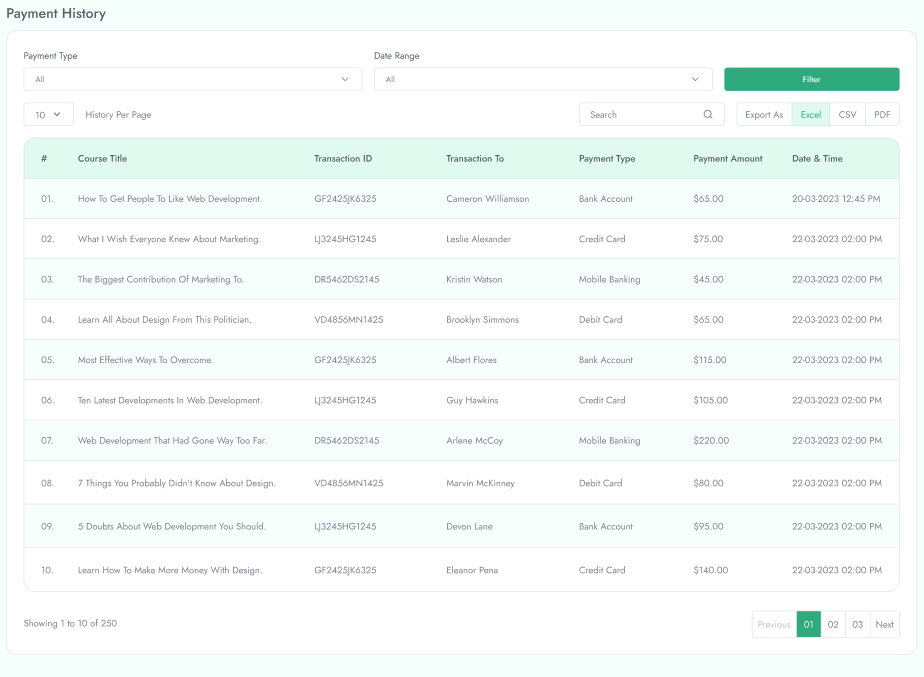 Payment History
Payment Type Date Range
All All Filter
10 History Per Page Search Export As Excel CSV PDF
# Course Title Transaction ID Transaction To Payment Type Payment Amount Date & Time
01. How To Get People To Like Web Development. GF2425JK6325 Cameron Williamson Bank Account $65.00 20-03-2023 12:45 PM
02. What I Wish Everyone Knew About Marketing. LJ3245HG1245 Leslie Alexander Credit Card $75.00 22-03-2023 02:00 PM
03. The Biggest Contribution Of Marketing To. DR5462DS2145 Kristin Watson Mobile Banking $45.00 22-03-2023 02:00 PM
04. Learn All About Design From This Politician. VD4856MN1425 Brooklyn Simmons Debit Card $65.00 22-03-2023 02:00 PM
05. Most Effective Ways To Overcome. GF2425JK6325 Albert Flores Bank Account $115.00 22-03-2023 02:00 PM
06. Ten Latest Developments In Web Development. LJ3245HG1245 Guy Hawkins Credit Card $105.00 22-03-2023 02:00 PM
07. Web Development That Had Gone Way Too Far. DR5462DS2145 Arlene McCoy Mobile Banking $220.00 22-03-2023 02:00 PM
08. 7 Things You Probably Didn't Know About Design. VD4856MN1425 Marvin McKinney Debit Card $80.00 22-03-2023 02:00 PM
09. 5 Doubts About Web Development You Should. LJ3245HG1245 Devon Lane Bank Account $95.00 22-03-2023 02:00 PM
10. Learn How To Make More Money With Design. GF2425JK6325 Eleanor Pena Credit Card $140.00 22-03-2023 02:00 PM
Showing 1 to 10 of 250 Previous 01 02 03 Next